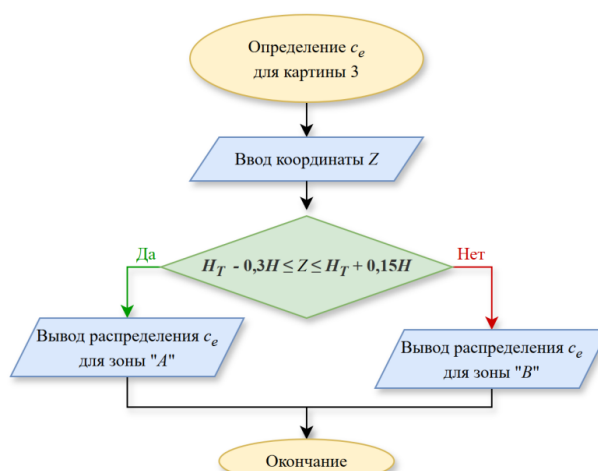 Определение c_e
для картины 3
Ввод координаты Z
H_T - 0,3H ≤ Z ≤ H_T + 0,15H
Да
Нет
Вывод распределения c_e
для зоны "A"
Вывод распределения c_e
для зоны "B"
Окончание